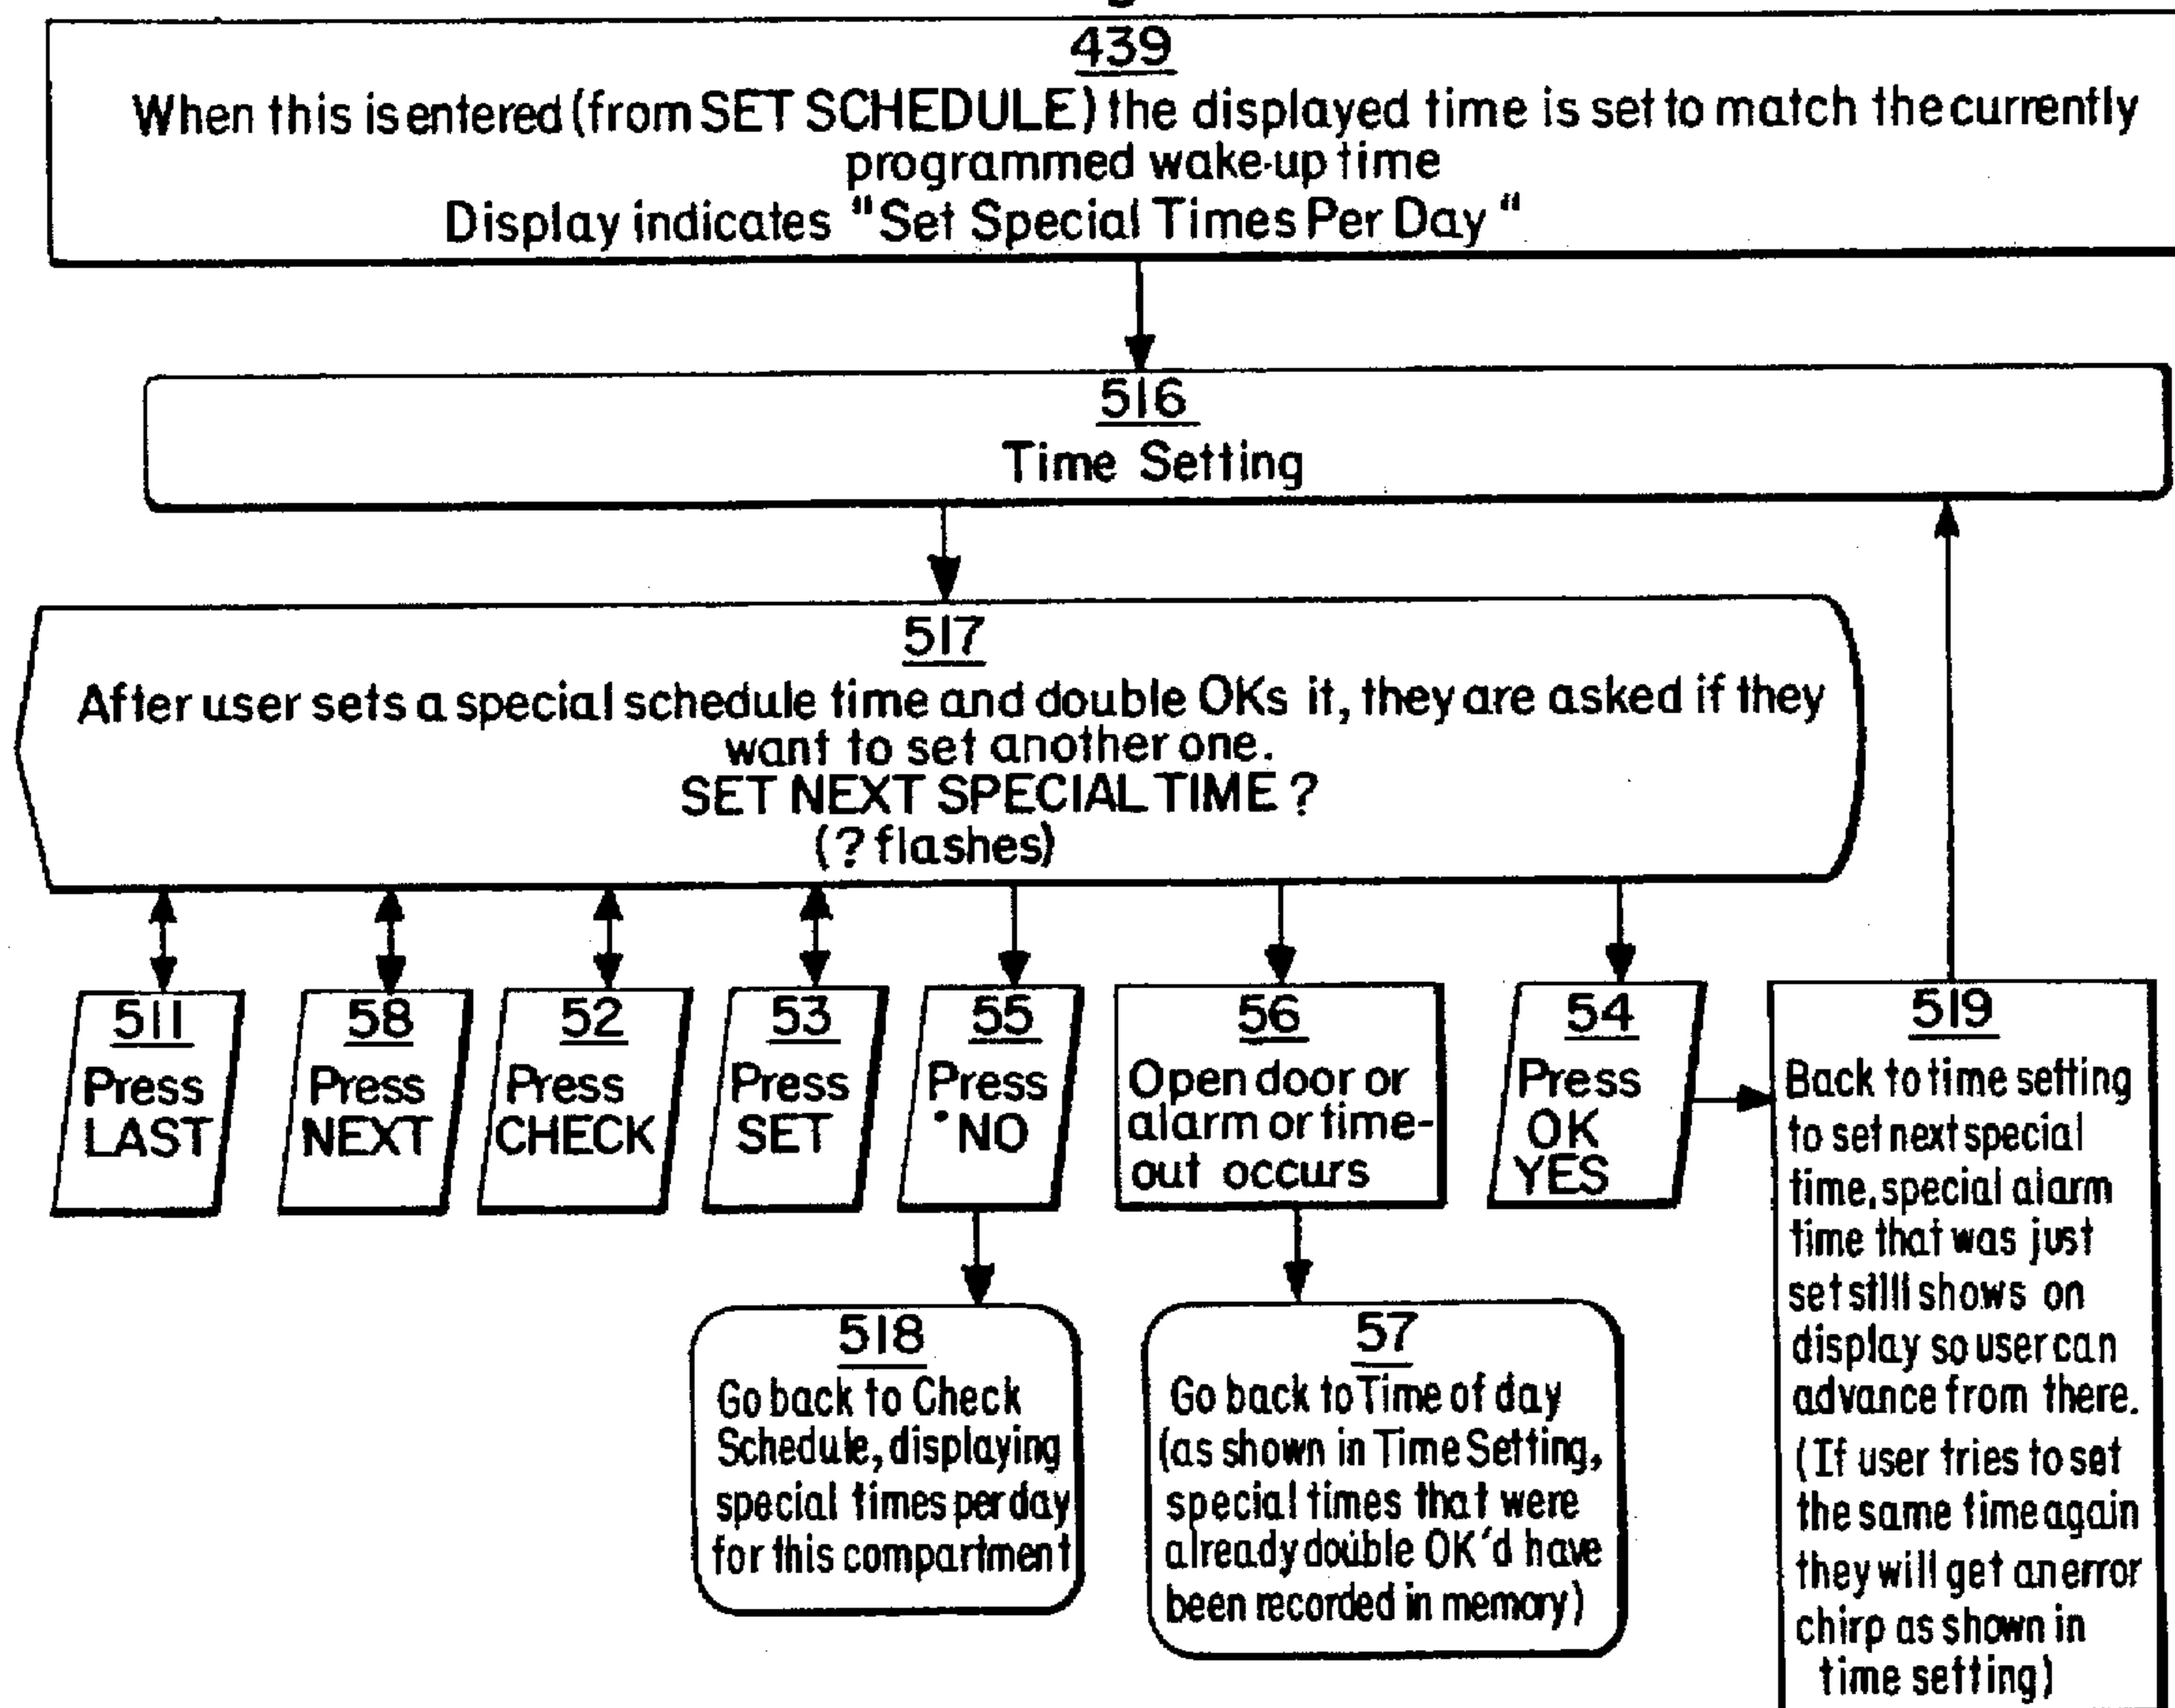 439
When this is entered (from SET SCHEDULE) the displayed time is set to match the currently
programmed wake-up time
Display indicates "Set Special Times Per Day"
516
Time Setting
517
After user sets a special schedule time and double OKs it, they are asked if they
want to set another one.
SET NEXT SPECIAL TIME ?
(? flashes)
511
Press
LAST
58
Press
NEXT
52
Press
CHECK
53
Press
SET
55
Press
NO
56
Open door or
alarm or time-
out occurs
54
Press
OK
YES
519
Back to time setting
to set next special
time, special alarm
time that was just
set still shows on
display so user can
advance from there.
(If user tries to set
the same time again
they will get an error
chirp as shown in
time setting)
518
Go back to Check
Schedule, displaying
special times per day
for this compartment
57
Go back to Time of day
(as shown in Time Setting,
special times that were
already double OK'd have
been recorded in memory)